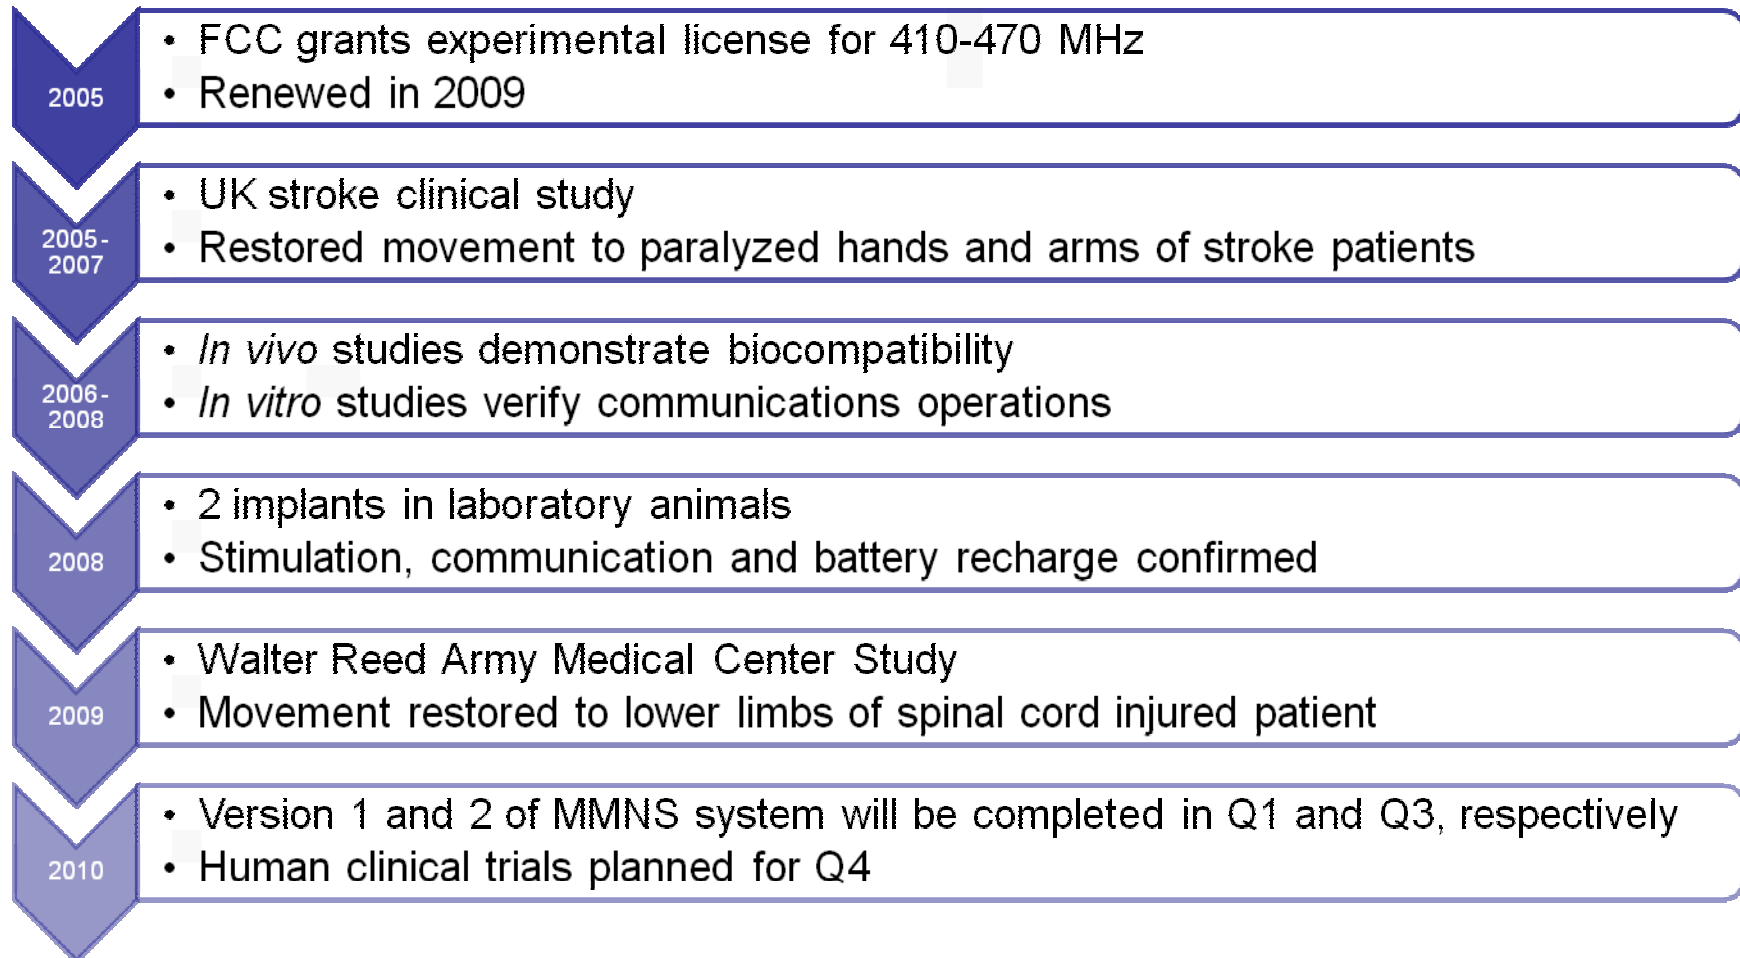 2005
• FCC grants experimental license for 410-470 MHz
• Renewed in 2009
2005-
2007
• UK stroke clinical study
• Restored movement to paralyzed hands and arms of stroke patients
2006-
2008
• In vivo studies demonstrate biocompatibility
• In vitro studies verify communications operations
2008
• 2 implants in laboratory animals
• Stimulation, communication and battery recharge confirmed
2009
• Walter Reed Army Medical Center Study
• Movement restored to lower limbs of spinal cord injured patient
2010
• Version 1 and 2 of MMNS system will be completed in Q1 and Q3, respectively
• Human clinical trials planned for Q4